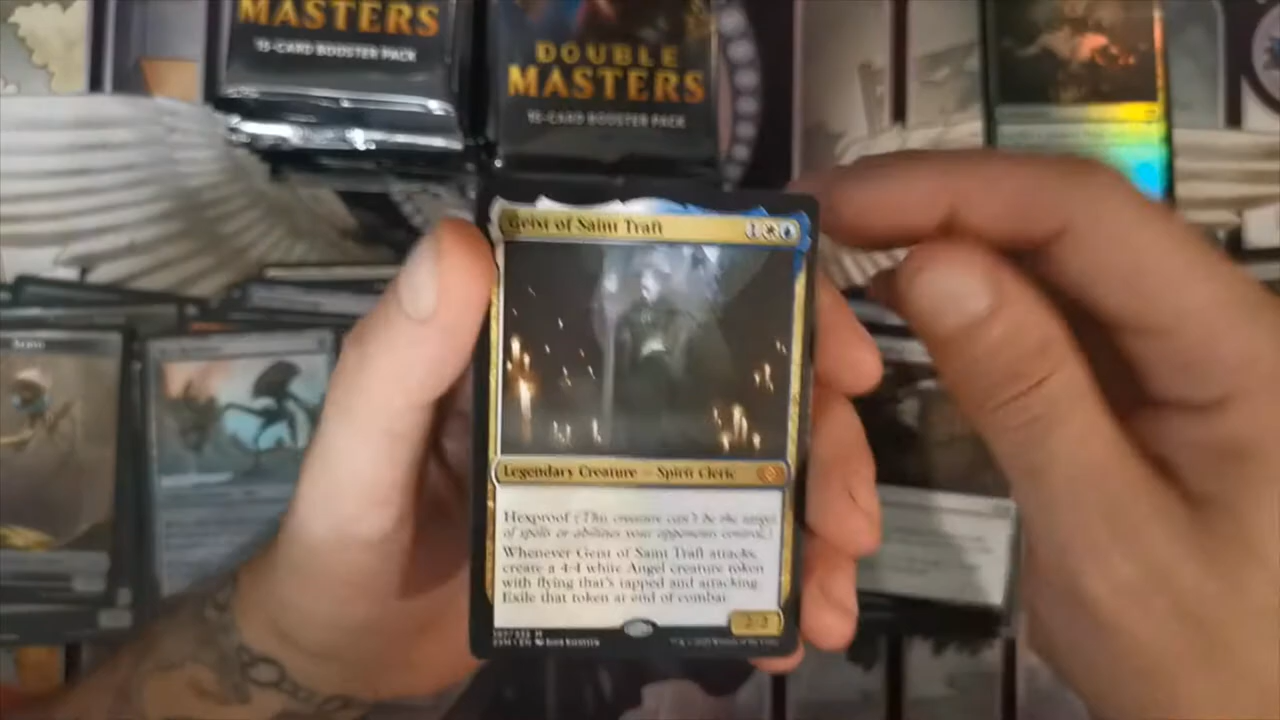 MASTERS
15-CARD BOOSTER PACK
DOUBLE
MASTERS
15-CARD BOOSTER PACK
Geist of Saint Traft
1
Legendary Creature — Spirit Cleric
Hexproof (This creature can't be the target
of spells or abilities your opponents control.)
Whenever Geist of Saint Traft attacks,
create a 4/4 white Angel creature token
with flying that's tapped and attacking.
Exile that token at end of combat.
2/2